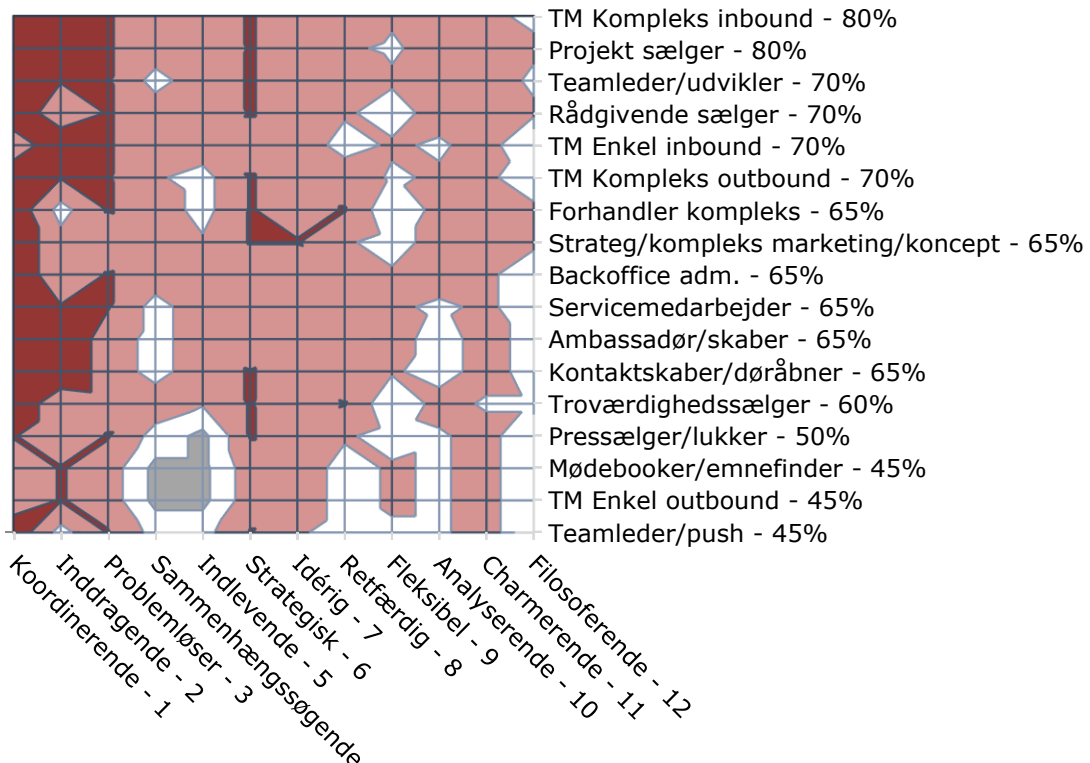 TM Kompleks inbound - 80%
Projekt sælger - 80%
Teamleder/udvikler - 70%
Rådgivende sælger - 70%
TM Enkel inbound - 70%
TM Kompleks outbound - 70%
Forhandler kompleks - 65%
Strateg/kompleks marketing/koncept - 65%
Backoffice adm. - 65%
Servicemedarbejder - 65%
Ambassadør/skaber - 65%
Kontaktskaber/døråbner - 65%
Troværdighedssælger - 60%
Pressælger/lukker - 50%
Mødebooker/emnefinder - 45%
TM Enkel outbound - 45%
Teamleder/push - 45%
Koordinerende - 1
Inddragende - 2
Problemløser - 3
Sammenhængssøgende
Indlevende - 5
Strategisk - 6
Idérig - 7
Retfærdig - 8
Fleksibel - 9
Analyserende - 10
Charmerende - 11
Filosoferende - 12